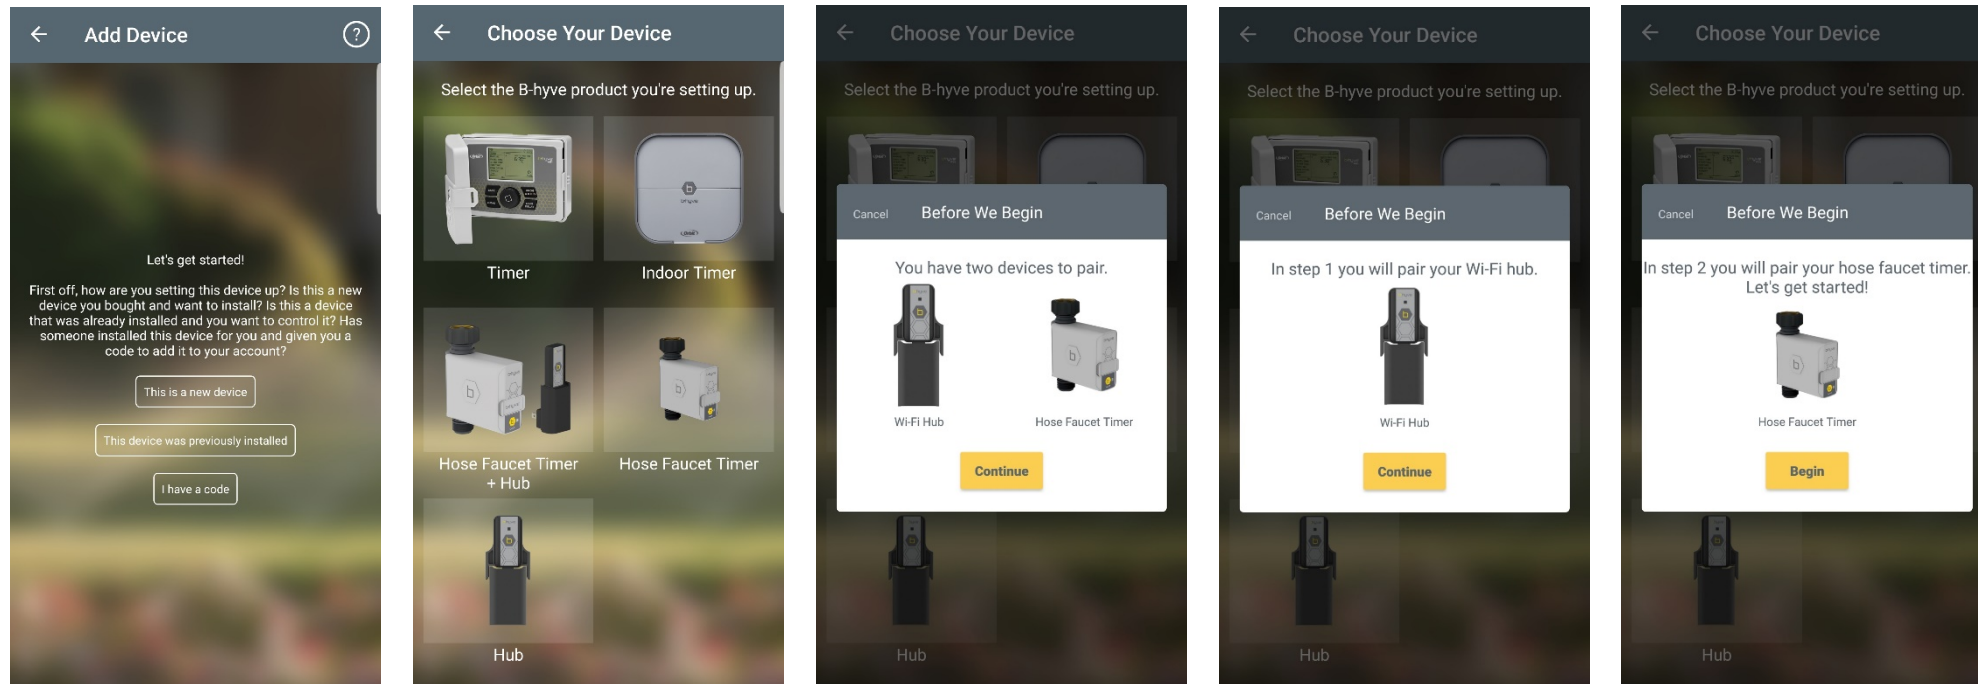 Add Device
?
Let's get started!
First off, how are you setting this device up? Is this a new
device you bought and want to install? Is this a device
that was already installed and you want to control it? Has
someone installed this device for you and given you a
code to add it to your account?
This is a new device
This device was previously installed
I have a code
Choose Your Device
Select the B-hyve product you're setting up.
Timer
Indoor Timer
Hose Faucet Timer
+ Hub
Hose Faucet Timer
Hub
Choose Your Device
Select the B-hyve product you're setting up.
Cancel
Before We Begin
You have two devices to pair.
Wi-Fi Hub
Hose Faucet Timer
Continue
Hub
Choose Your Device
Select the B-hyve product you're setting up.
Cancel
Before We Begin
In step 1 you will pair your Wi-Fi hub.
Wi-Fi Hub
Continue
Hub
Choose Your Device
Select the B-hyve product you're setting up.
Cancel
Before We Begin
In step 2 you will pair your hose faucet timer.
Let's get started!
Hose Faucet Timer
Begin
Hub